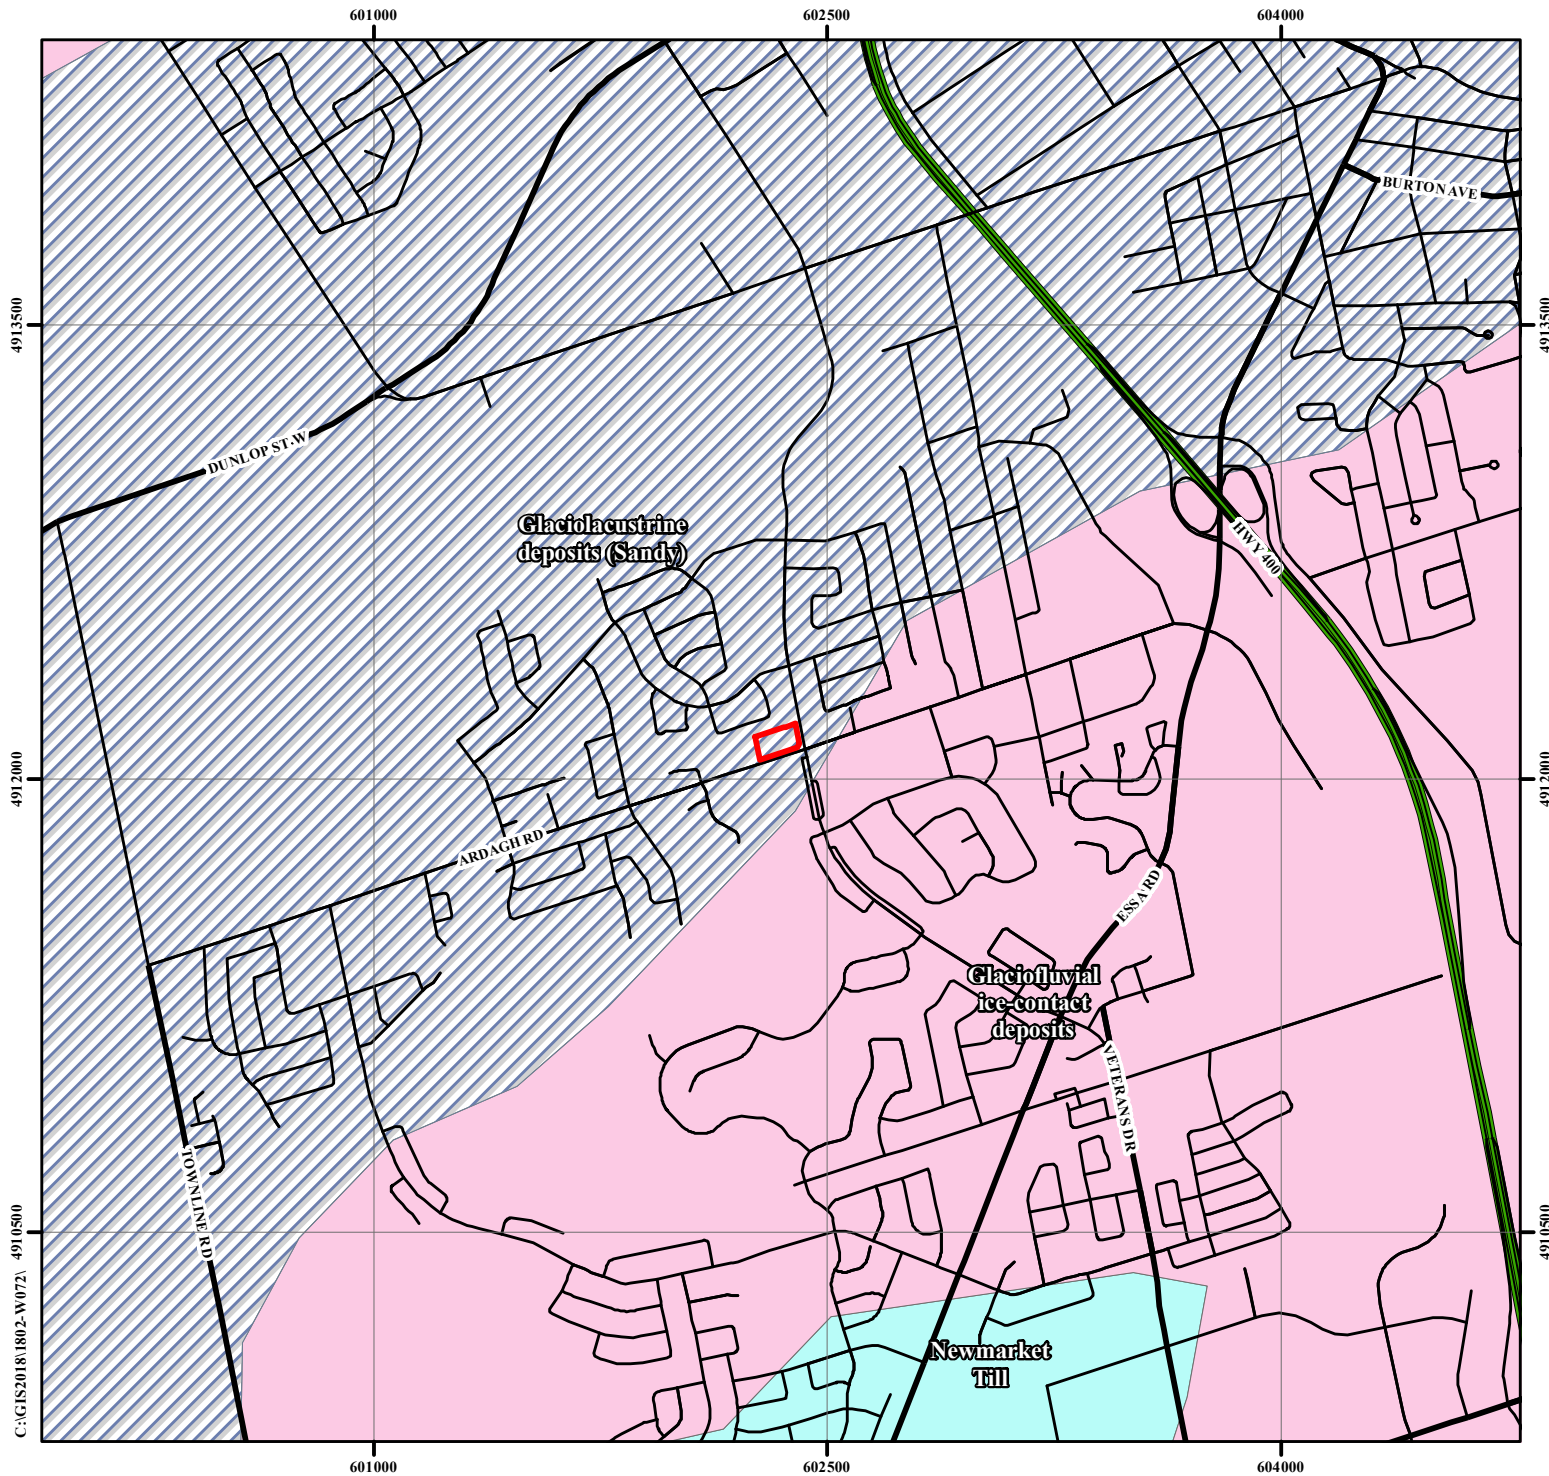 601000
602500
604000
BURTON AVE
4913500
4913500
DUNLOP ST.W
Glaciolacustrine
deposits (Sandy)
HWY 400
4912000
4912000
ARDAGH RD
ESSA RD
Glaciofluvial
ice-contact
deposits
VETERANS DR
TOWNLINE RD
4910500
4910500
Newmarket
Till
C:\GIS2018\1802-W072\
601000
602500
604000